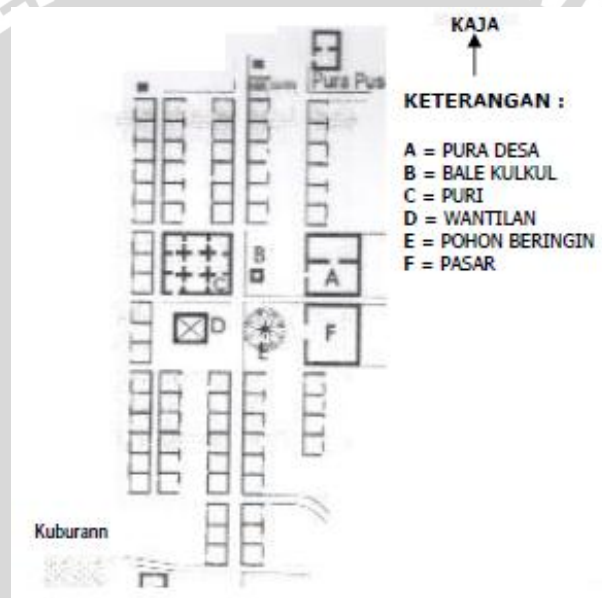 KAJA
Pura Pus
KETERANGAN :
A = PURA DESA
B = BALE KULKUL
C = PURI
D = WANTILAN
E = POHON BERINGIN
F = PASAR
B
C
A
D
E
F
Kuburann